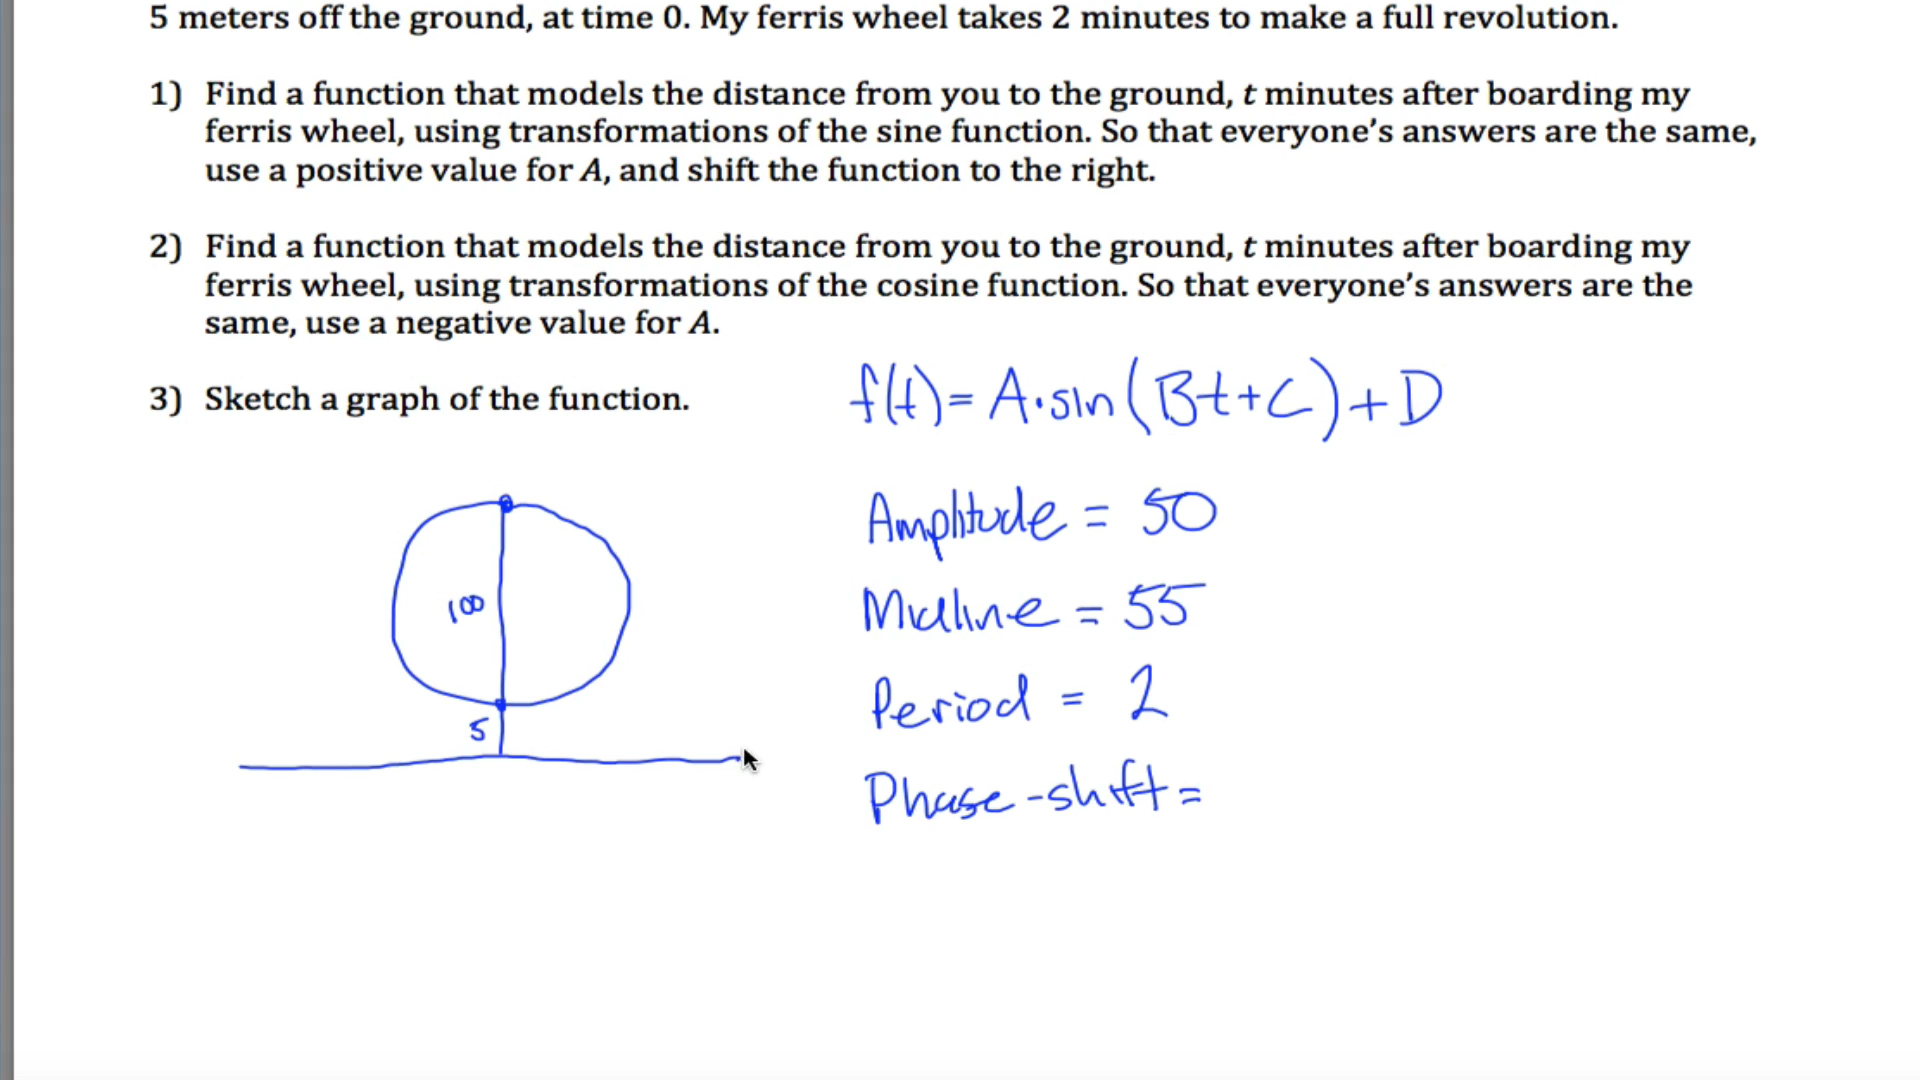 5 meters off the ground, at time 0. My ferris wheel takes 2 minutes to make a full revolution.
1) Find a function that models the distance from you to the ground, t minutes after boarding my
ferris wheel, using transformations of the sine function. So that everyone’s answers are the same,
use a positive value for A, and shift the function to the right.
2) Find a function that models the distance from you to the ground, t minutes after boarding my
ferris wheel, using transformations of the cosine function. So that everyone’s answers are the
same, use a negative value for A.
3) Sketch a graph of the function.
f(t)= A·sin(Bt+C)+D
Amplitude = 50
Midline = 55
Period = 2
Phase-shift =
100
5